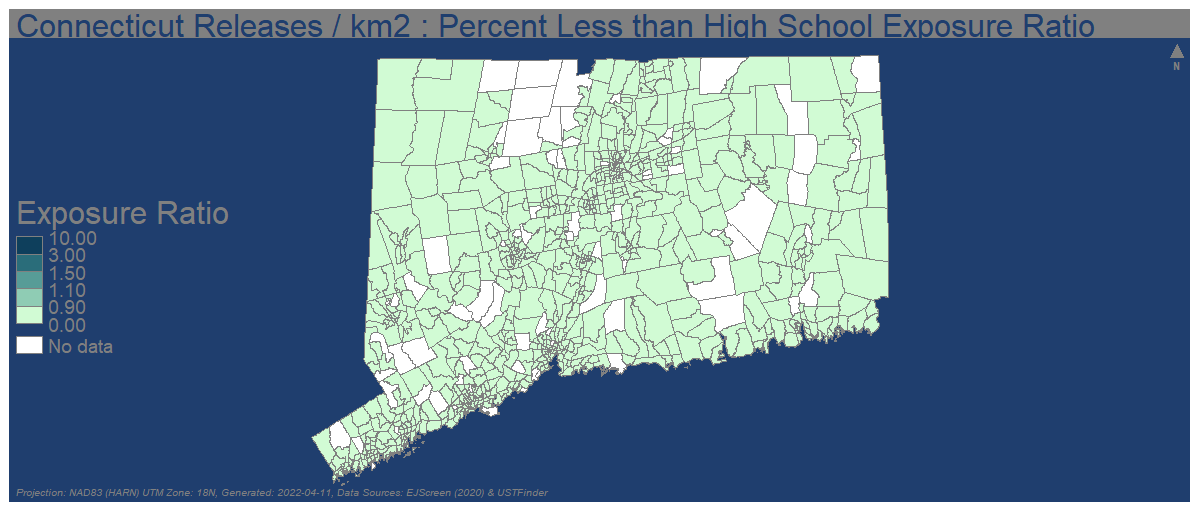 Connecticut Releases / km2 : Percent Less than High School Exposure Ratio
N
Exposure Ratio
10.00
3.00
1.50
1.10
0.90
0.00
No data
Projection: NAD83 (HARN) UTM Zone: 18N, Generated: 2022-04-11, Data Sources: EJScreen (2020) & USTFinder